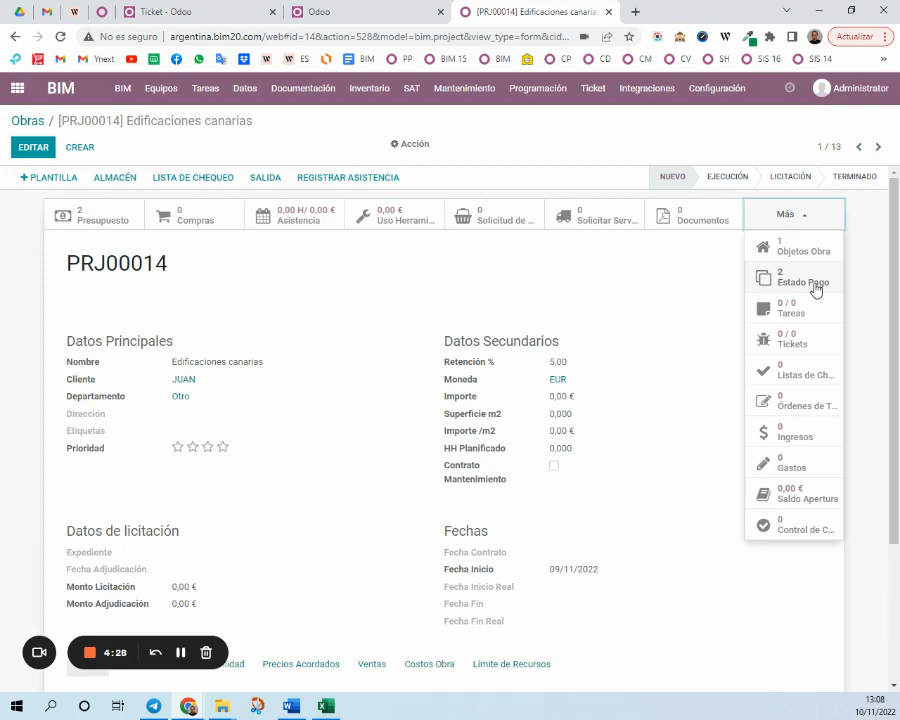 Ticket - Odoo
Odoo
[PRJ00014] Edificaciones canaria
No es seguro
argentina.bim20.com/web#id=14&action=528&model=bim.project&view_type=form&cid...
Actualizar
Ynext
ES
BIM
PP
BIM 15
BIM
CP
CD
CM
CV
SH
SIS 16
SIS 14
»
BIM
BIM
Equipos
Tareas
Datos
Documentación
Inventario
SAT
Mantenimiento
Programación
Ticket
Integraciones
Configuración
Administrator
Obras / [PRJ00014] Edificaciones canarias
EDITAR
CREAR
Acción
1 / 13
+ PLANTILLA
ALMACÉN
LISTA DE CHEQUEO
SALIDA
REGISTRAR ASISTENCIA
NUEVO
EJECUCIÓN
LICITACIÓN
TERMINADO
2
Presupuesto
0
Compras
0,00 H/ 0,00 €
Asistencia
0,00 €
Uso Herrami...
0
Solicitud de ...
0
Solicitar Serv...
0
Documentos
Más
1
Objetos Obra
2
Estado Pago
0 / 0
Tareas
0 / 0
Tickets
0
Listas de Ch...
0
Órdenes de T...
0
Ingresos
0
Gastos
0,00 €
Saldo Apertura
0
Control de C...
PRJ00014
Datos Principales
Nombre Edificaciones canarias
Cliente JUAN
Departamento Otro
Dirección
Etiquetas
Prioridad
Datos Secundarios
Retención % 5,00
Moneda EUR
Importe 0,00 €
Superficie m2 0,000
Importe /m2 0,00 €
HH Planificado 0,000
Contrato
Mantenimiento
Datos de licitación
Expediente
Fecha Adjudicación
Monto Licitación 0,00 €
Monto Adjudicación 0,00 €
Fechas
Fecha Contrato
Fecha Inicio 09/11/2022
Fecha Inicio Real
Fecha Fin
Fecha Fin Real
4:28
idad
Precios Acordados
Ventas
Costos Obra
Límite de Recursos
13:08
10/11/2022